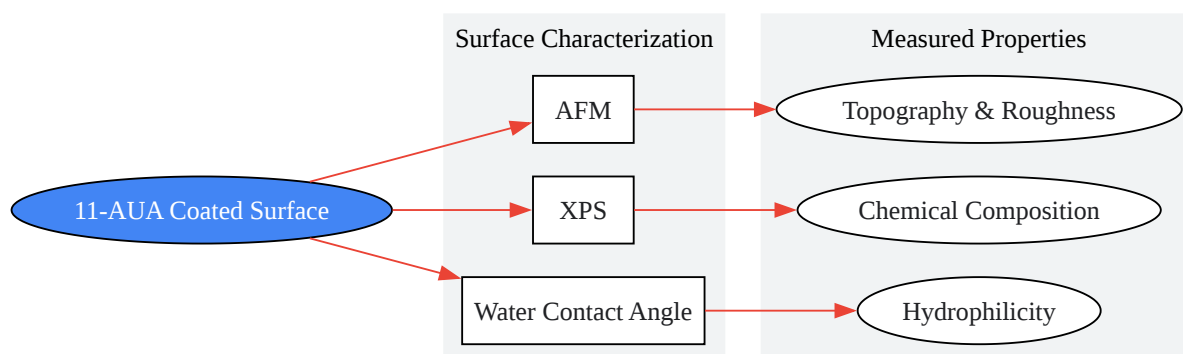 Surface Characterization
Measured Properties
AFM
Topography & Roughness
11-AUA Coated Surface
XPS
Chemical Composition
Water Contact Angle
Hydrophilicity